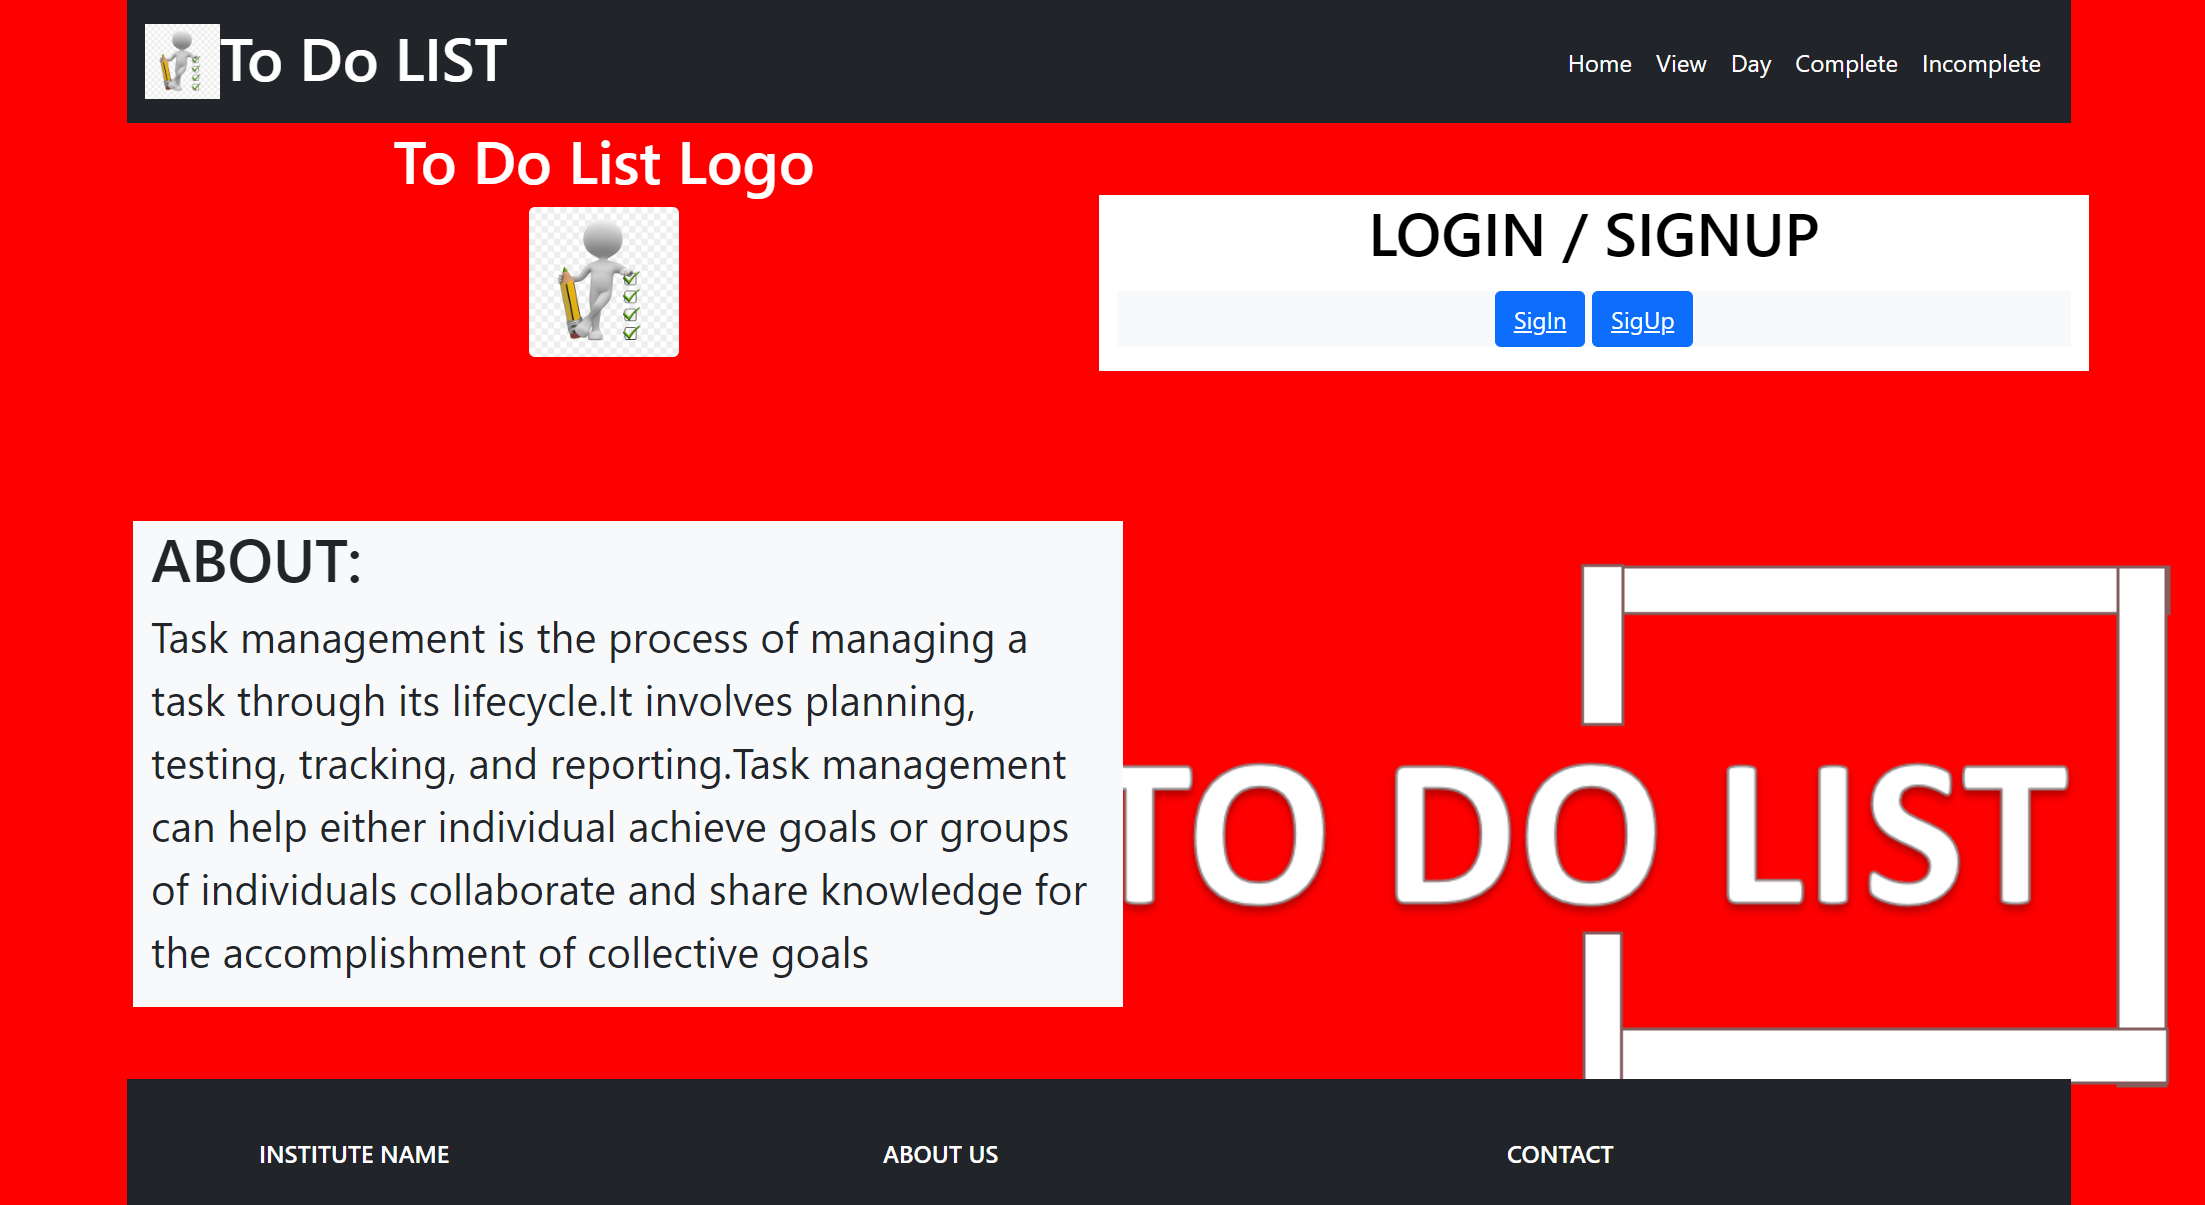 To Do LIST
Home View Day Complete Incomplete
To Do List Logo
LOGIN / SIGNUP
SigIn SigUp
ABOUT:
Task management is the process of managing a
task through its lifecycle.It involves planning,
testing, tracking, and reporting.Task management
can help either individual achieve goals or groups
of individuals collaborate and share knowledge for
the accomplishment of collective goals
TO DO LIST
INSTITUTE NAME
ABOUT US
CONTACT